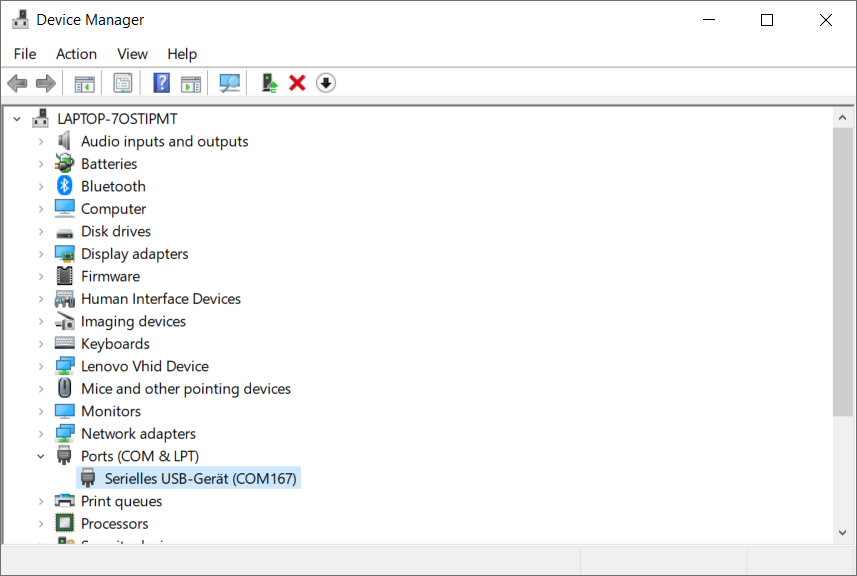 Device Manager
File Action View Help
LAPTOP-7OSTIPMT
Audio inputs and outputs
Batteries
Bluetooth
Computer
Disk drives
Display adapters
Firmware
Human Interface Devices
Imaging devices
Keyboards
Lenovo Vhid Device
Mice and other pointing devices
Monitors
Network adapters
Ports (COM & LPT)
Serielles USB-Gerät (COM167)
Print queues
Processors